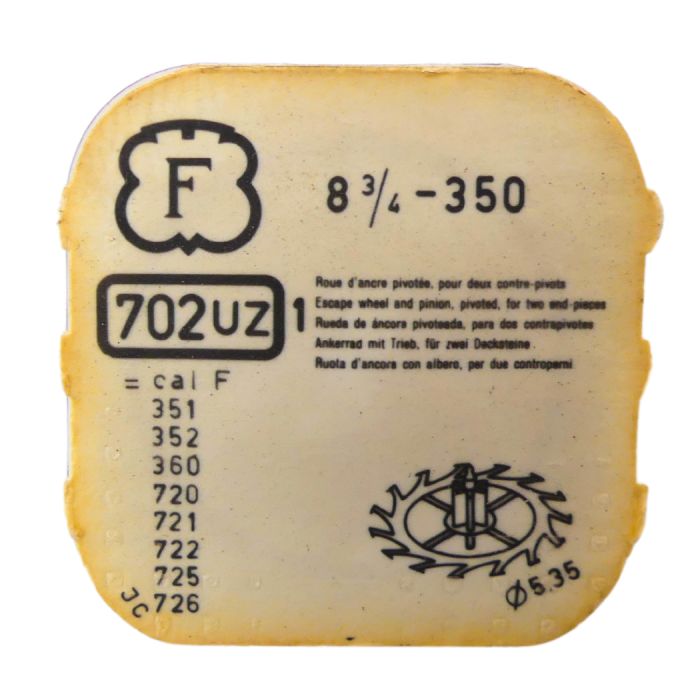 F
8 3/4 - 350
702UZ 1
Roue d'ancre pivotée, pour deux contre-pivots
Escape wheel and pinion, pivoted, for two end-pieces
Rueda de áncora pivoteada, para dos contrapivotes
Ankerrad mit Trieb, für zwei Decksteine.
Ruota d'ancora con albero, per due controperni
= cal F
351
352
360
720
721
722
725
726
JC
Ø5.35